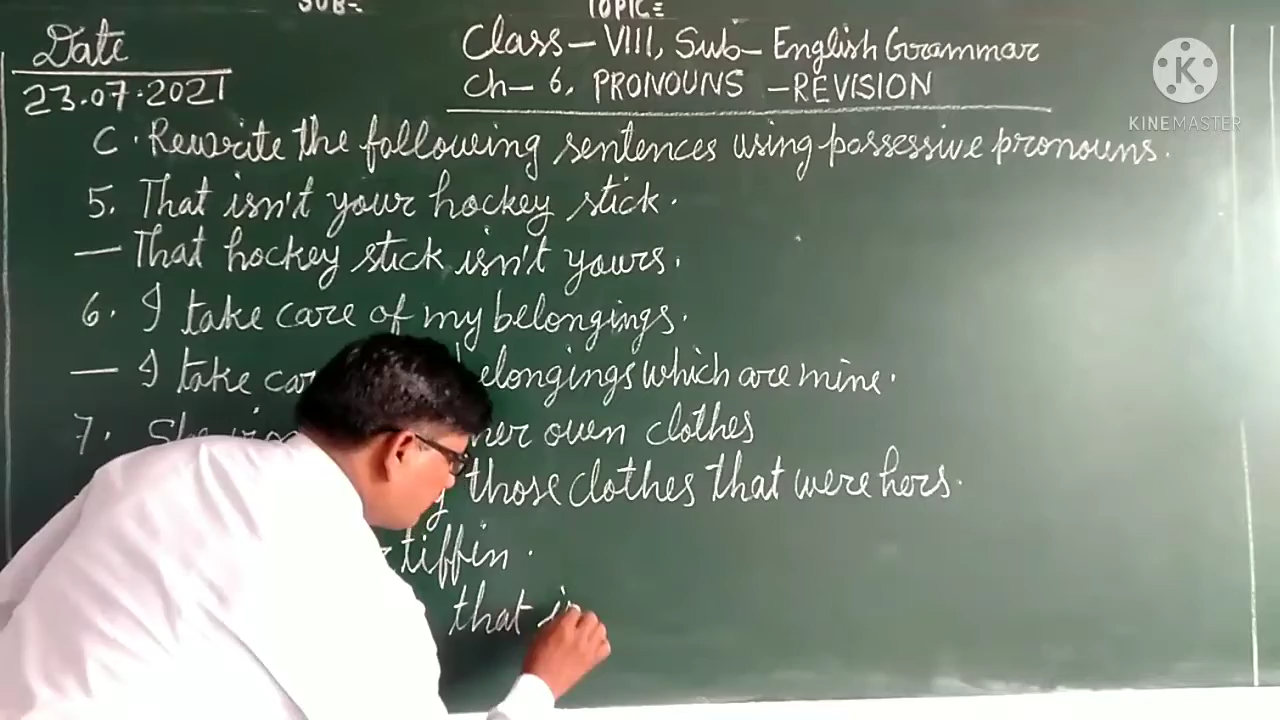 SUB- TOPIC=
Date
23.07.2021
Class - VIII, Sub - English Grammar
Ch - 6. PRONOUNS - REVISION
K
KINEMASTER
C. Rewrite the following sentences using possessive pronouns.
5. That isn't your hockey stick.
— That hockey stick isn't yours.
6. I take care of my belongings.
— I take belongings which are mine.
7. She her own clothes
those clothes that were hers.
tiffin.
that